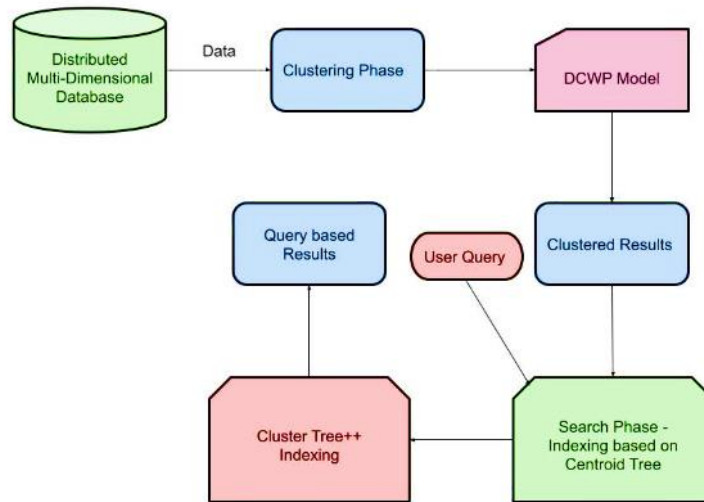 Distributed
Multi-Dimensional
Database
Data
Clustering Phase
DCWP Model
Query based
Results
User Query
Clustered Results
Cluster Tree++
Indexing
Search Phase -
Indexing based on
Centroid Tree